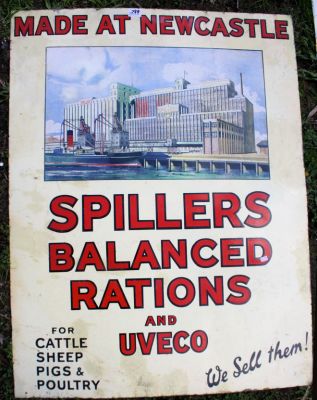 MADE AT NEWCASTLE
SPILLERS
BALANCED
RATIONS
AND
UVECO
FOR
CATTLE
SHEEP
PIGS &
POULTRY
We Sell them!